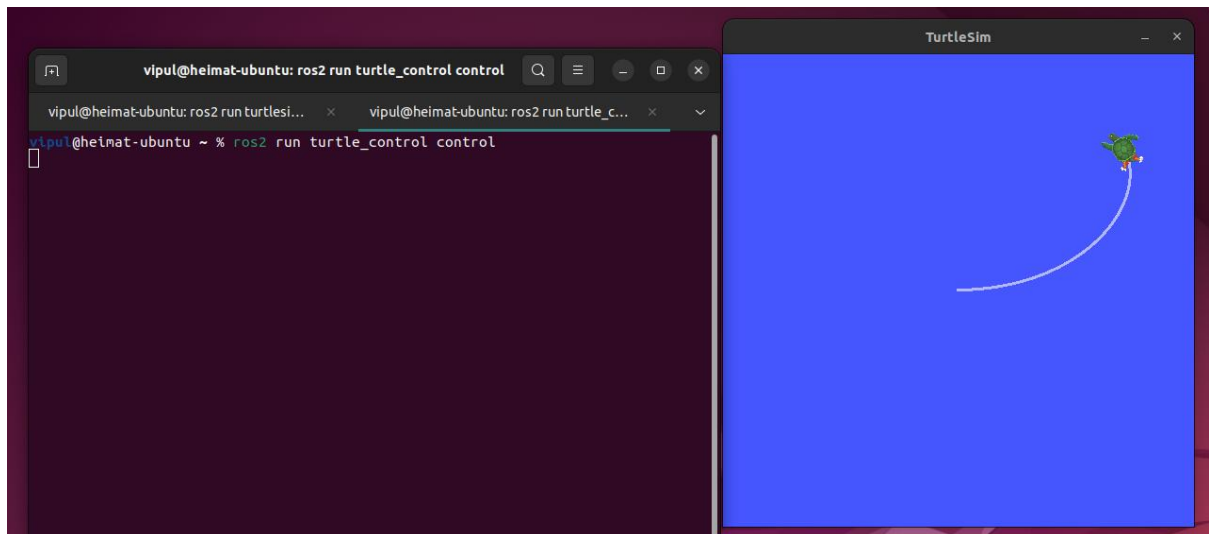 TurtleSim
vipul@heimat-ubuntu: ros2 run turtle_control control
vipul@heimat-ubuntu: ros2 run turtlesi...
vipul@heimat-ubuntu: ros2 run turtle_c...
vipul@heimat-ubuntu ~ % ros2 run turtle_control control